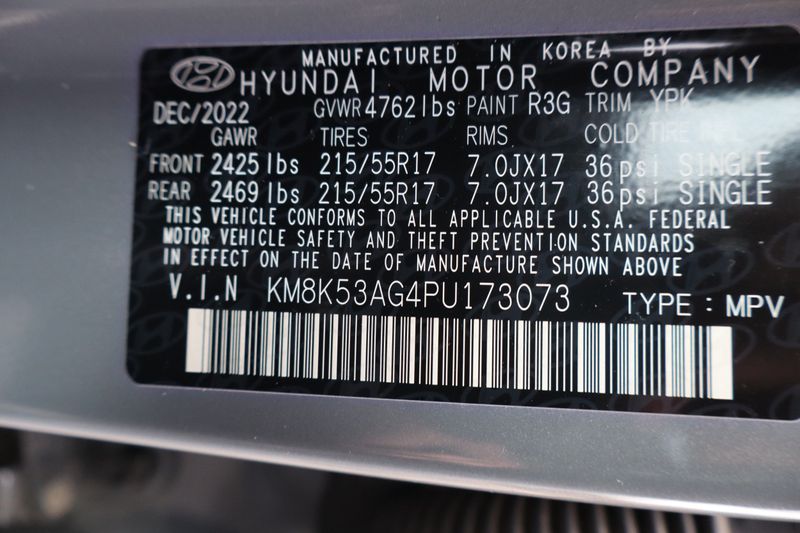 MANUFACTURED IN KOREA BY
HYUNDAI MOTOR COMPANY
DEC/2022 GVWR 4762 lbs PAINT R3G TRIM YPK
GAWR TIRES RIMS COLD TIRE
FRONT 2425 lbs 215/55R17 7.0JX17 36 psi SINGLE
REAR 2469 lbs 215/55R17 7.0JX17 36 psi SINGLE
THIS VEHICLE CONFORMS TO ALL APPLICABLE U.S.A. FEDERAL
MOTOR VEHICLE SAFETY AND THEFT PREVENTION STANDARDS
IN EFFECT ON THE DATE OF MANUFACTURE SHOWN ABOVE
V.I.N KM8K53AG4PU173073 TYPE : MPV